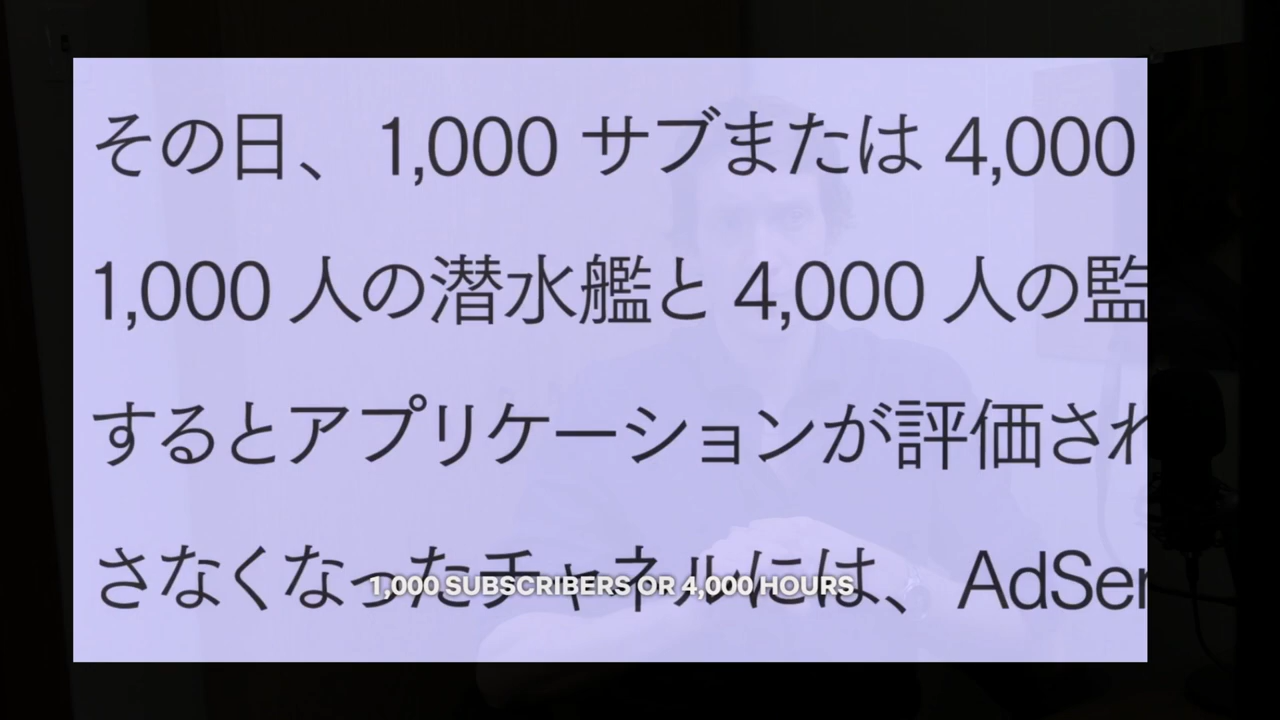 その日、 1,000 サブまたは 4,000
1,000 人の潜水艦と 4,000 人の監
するとアプリケーションが評価され
さなくなったチャネルには、 AdSen
1,000 SUBSCRIBERS OR 4,000 HOURS